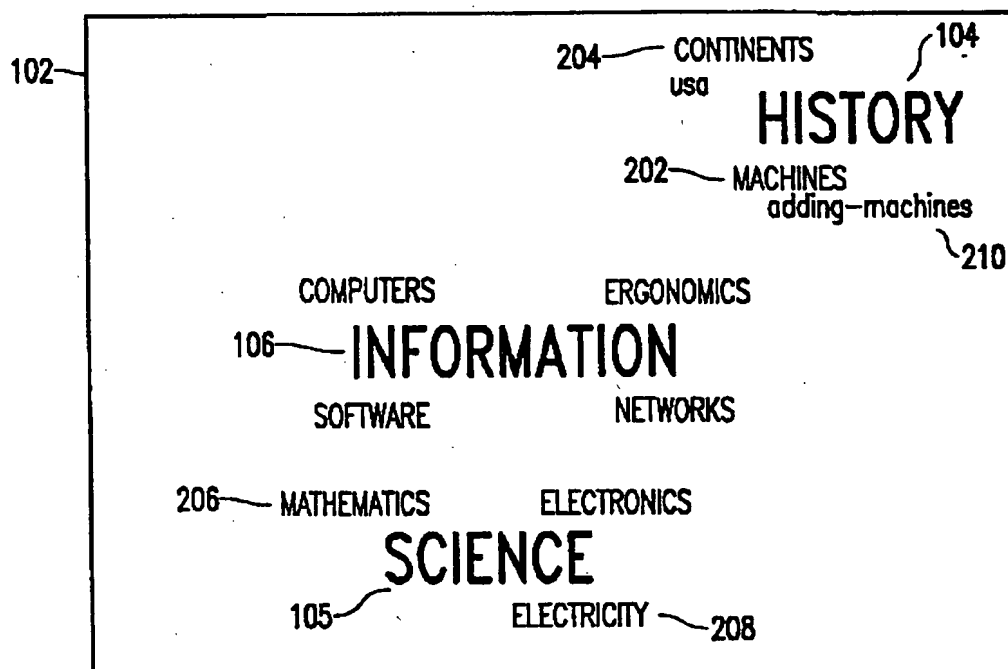 204 CONTINENTS 104
102 usa
HISTORY
202 MACHINES
adding-machines
210
COMPUTERS ERGONOMICS
106 INFORMATION
SOFTWARE NETWORKS
206 MATHEMATICS ELECTRONICS
SCIENCE
105 ELECTRICITY 208